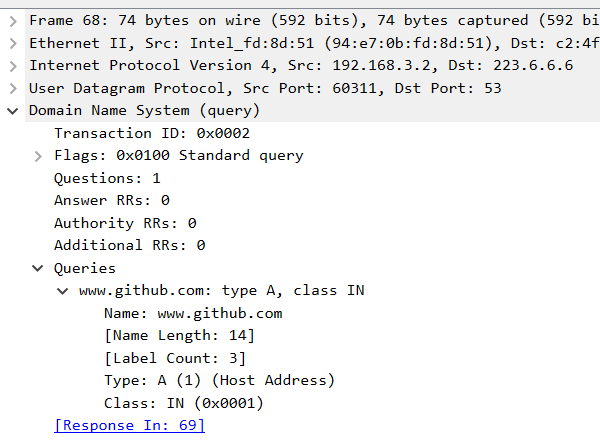 Frame 68: 74 bytes on wire (592 bits), 74 bytes captured (592 bi
Ethernet II, Src: Intel_fd:8d:51 (94:e7:0b:fd:8d:51), Dst: c2:4f
Internet Protocol Version 4, Src: 192.168.3.2, Dst: 223.6.6.6
User Datagram Protocol, Src Port: 60311, Dst Port: 53
Domain Name System (query)
Transaction ID: 0x0002
Flags: 0x0100 Standard query
Questions: 1
Answer RRs: 0
Authority RRs: 0
Additional RRs: 0
Queries
www.github.com: type A, class IN
Name: www.github.com
[Name Length: 14]
[Label Count: 3]
Type: A (1) (Host Address)
Class: IN (0x0001)
[Response In: 69]